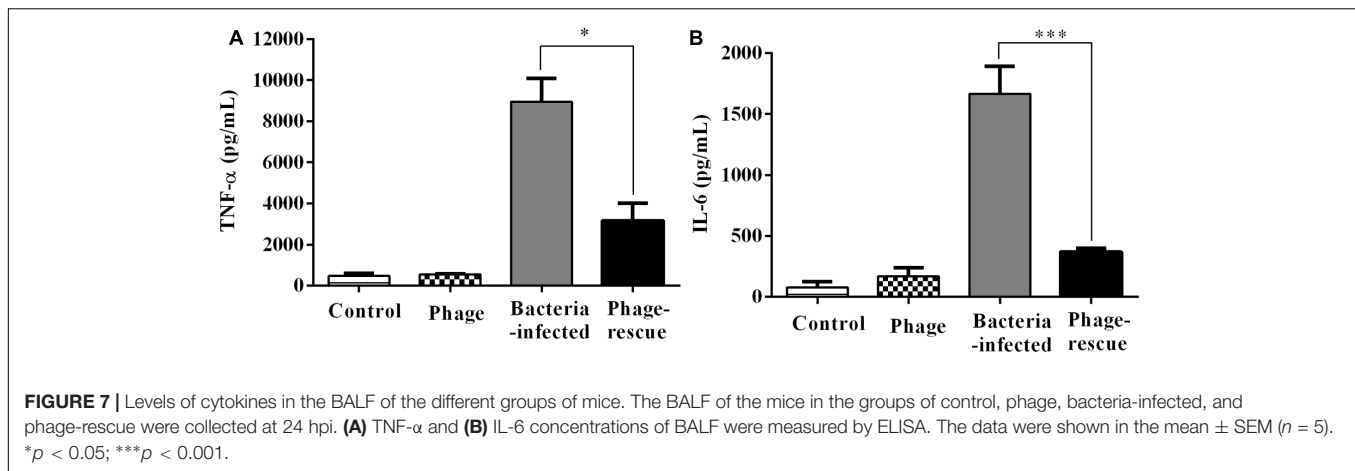 A
*
TNF-α (pg/mL)
12000
10000
8000
6000
4000
2000
0
Control
Phage
Bacteria
-infected
Phage-
rescue
B
***
IL-6 (pg/mL)
2000
1500
1000
500
0
Control
Phage
Bacteria
-infected
Phage-
rescue
FIGURE 7 | Levels of cytokines in the BALF of the different groups of mice. The BALF of the mice in the groups of control, phage, bacteria-infected, and
phage-rescue were collected at 24 hpi. (A) TNF-α and (B) IL-6 concentrations of BALF were measured by ELISA. The data were shown in the mean ± SEM (n = 5).
*p < 0.05; ***p < 0.001.